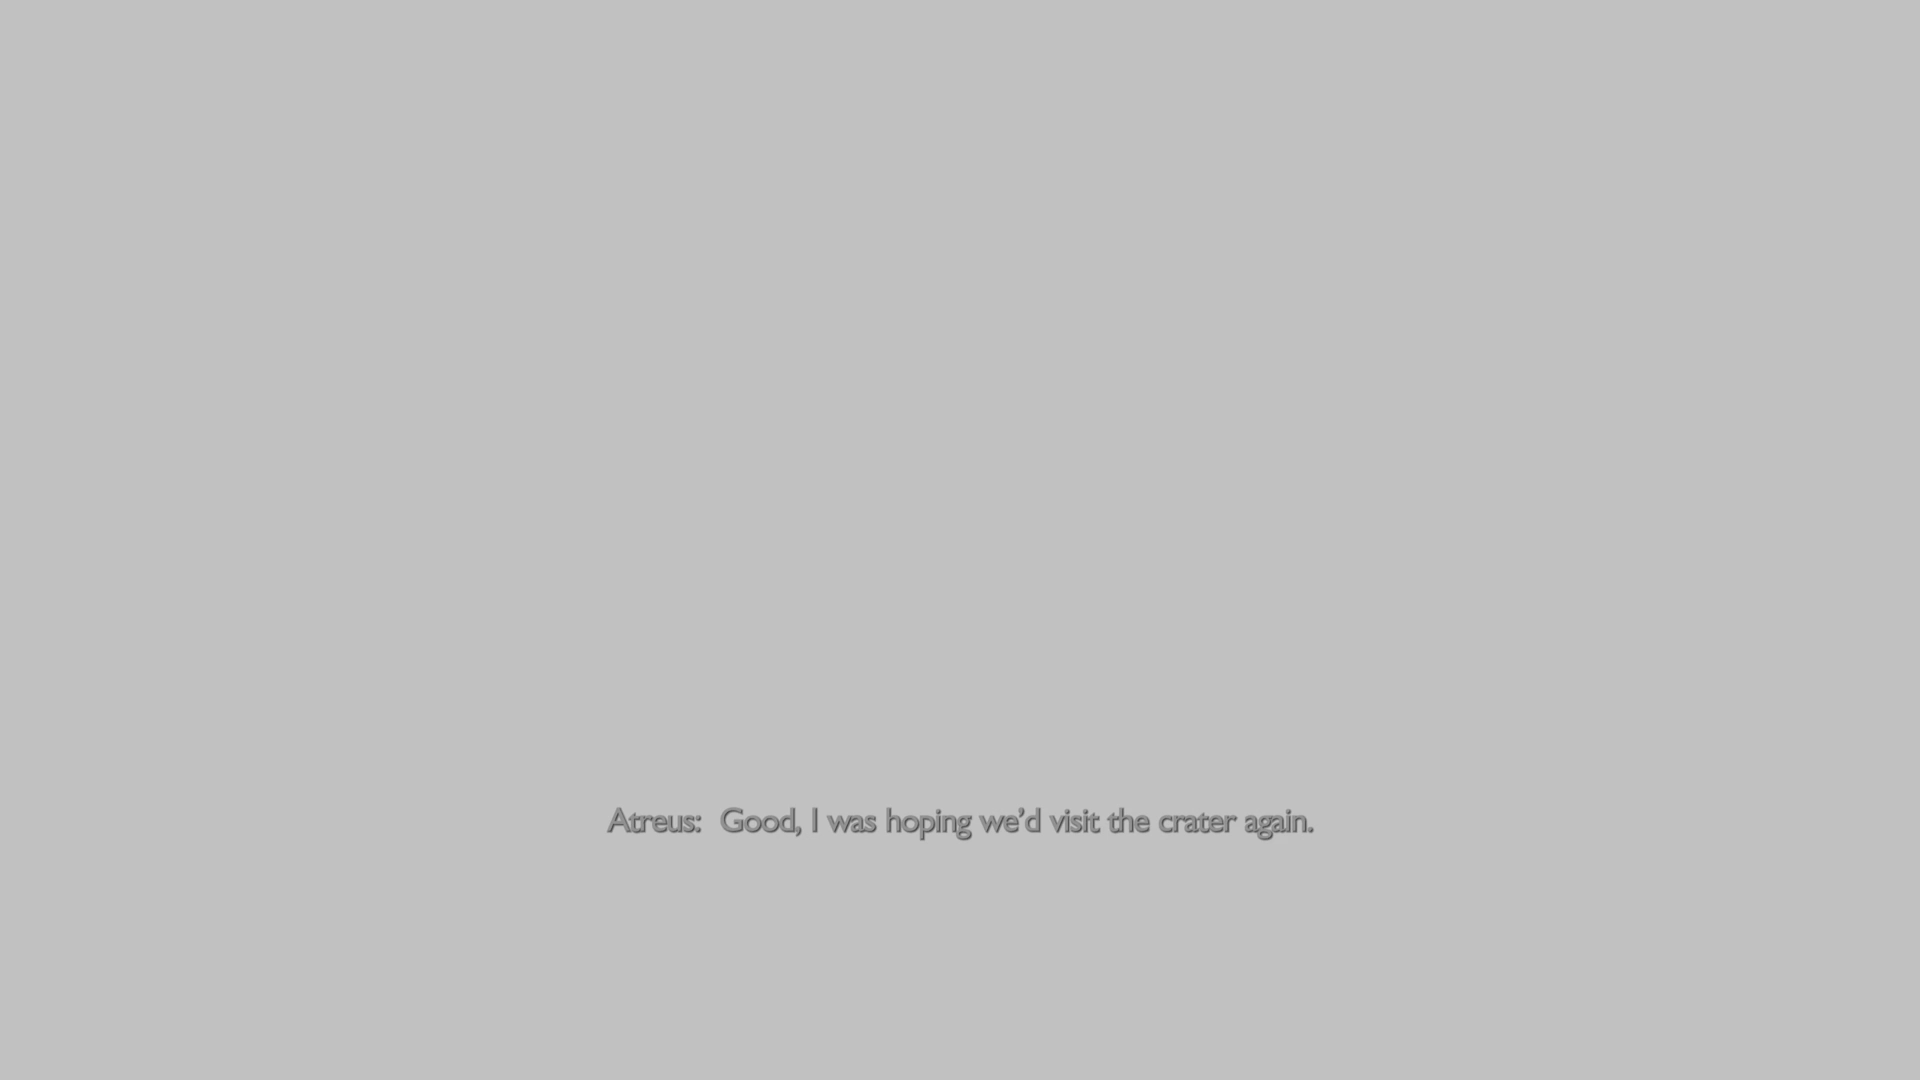 Atreus:  Good, I was hoping we’d visit the crater again.